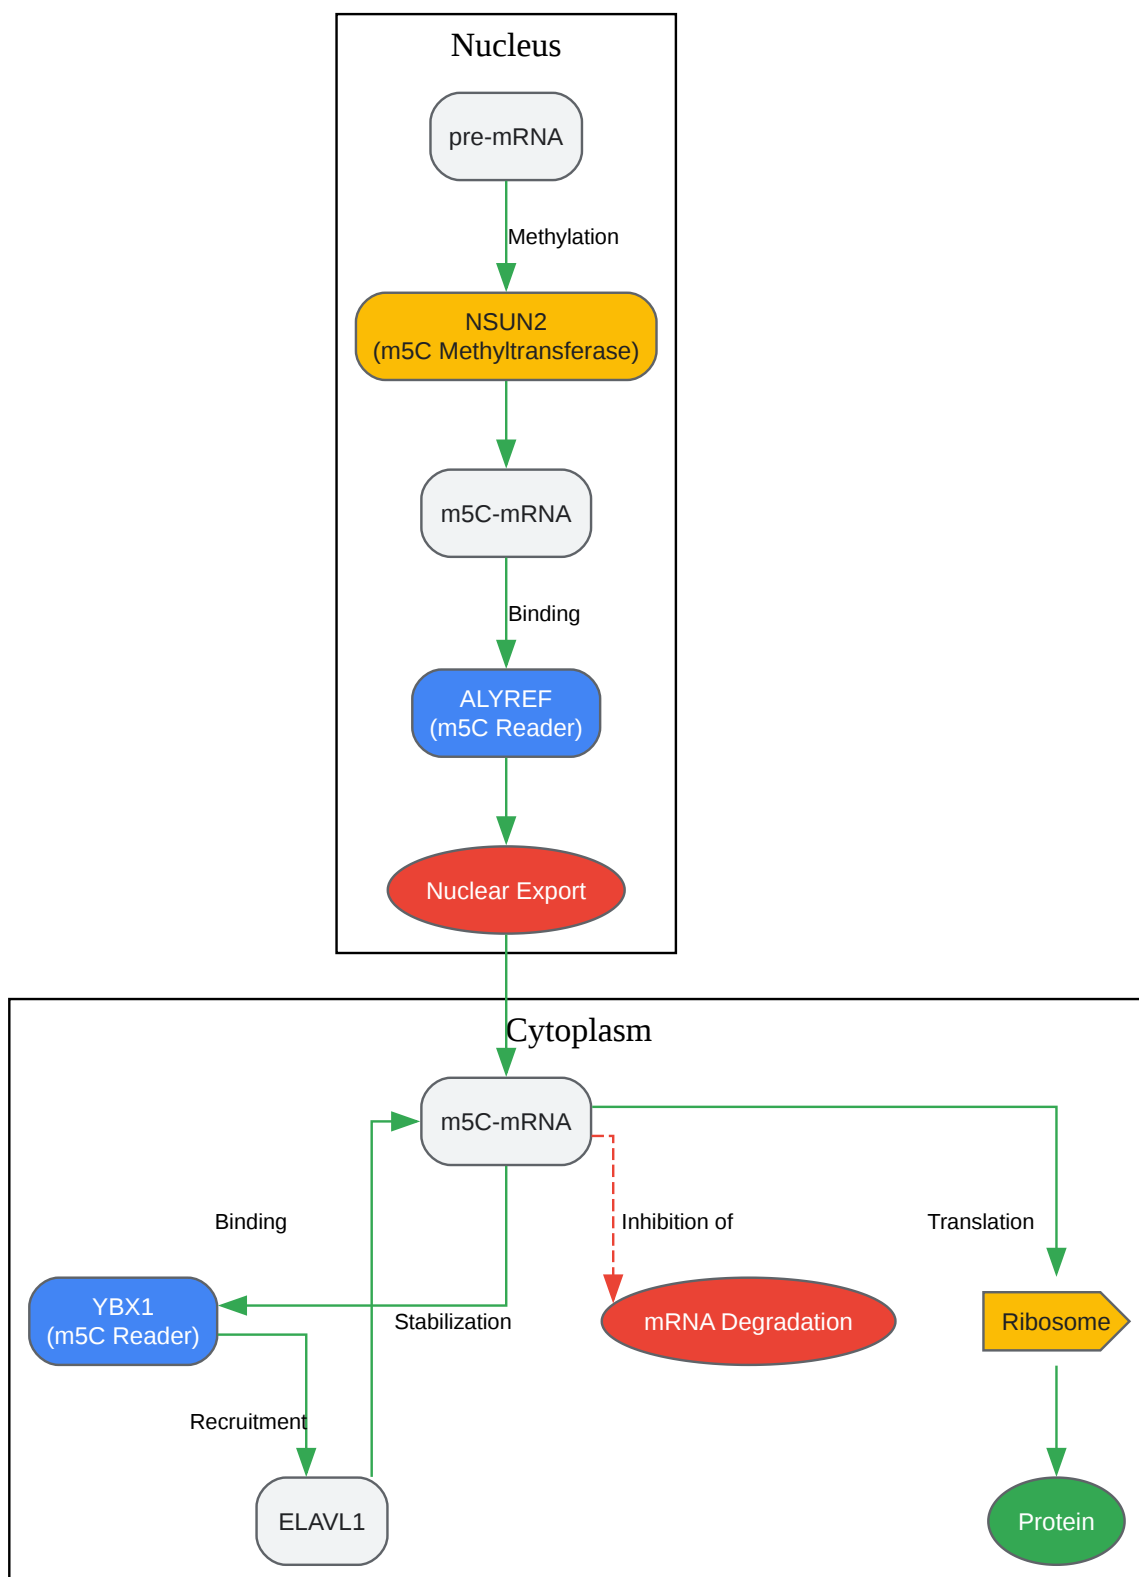 Nucleus
pre-mRNA
Methylation
NSUN2
(m5C Methyltransferase)
m5C-mRNA
Binding
ALYREF
(m5C Reader)
Nuclear Export
Cytoplasm
m5C-mRNA
Binding
Inhibition of
Translation
YBX1
(m5C Reader)
Stabilization
mRNA Degradation
Ribosome
Recruitment
ELAVL1
Protein